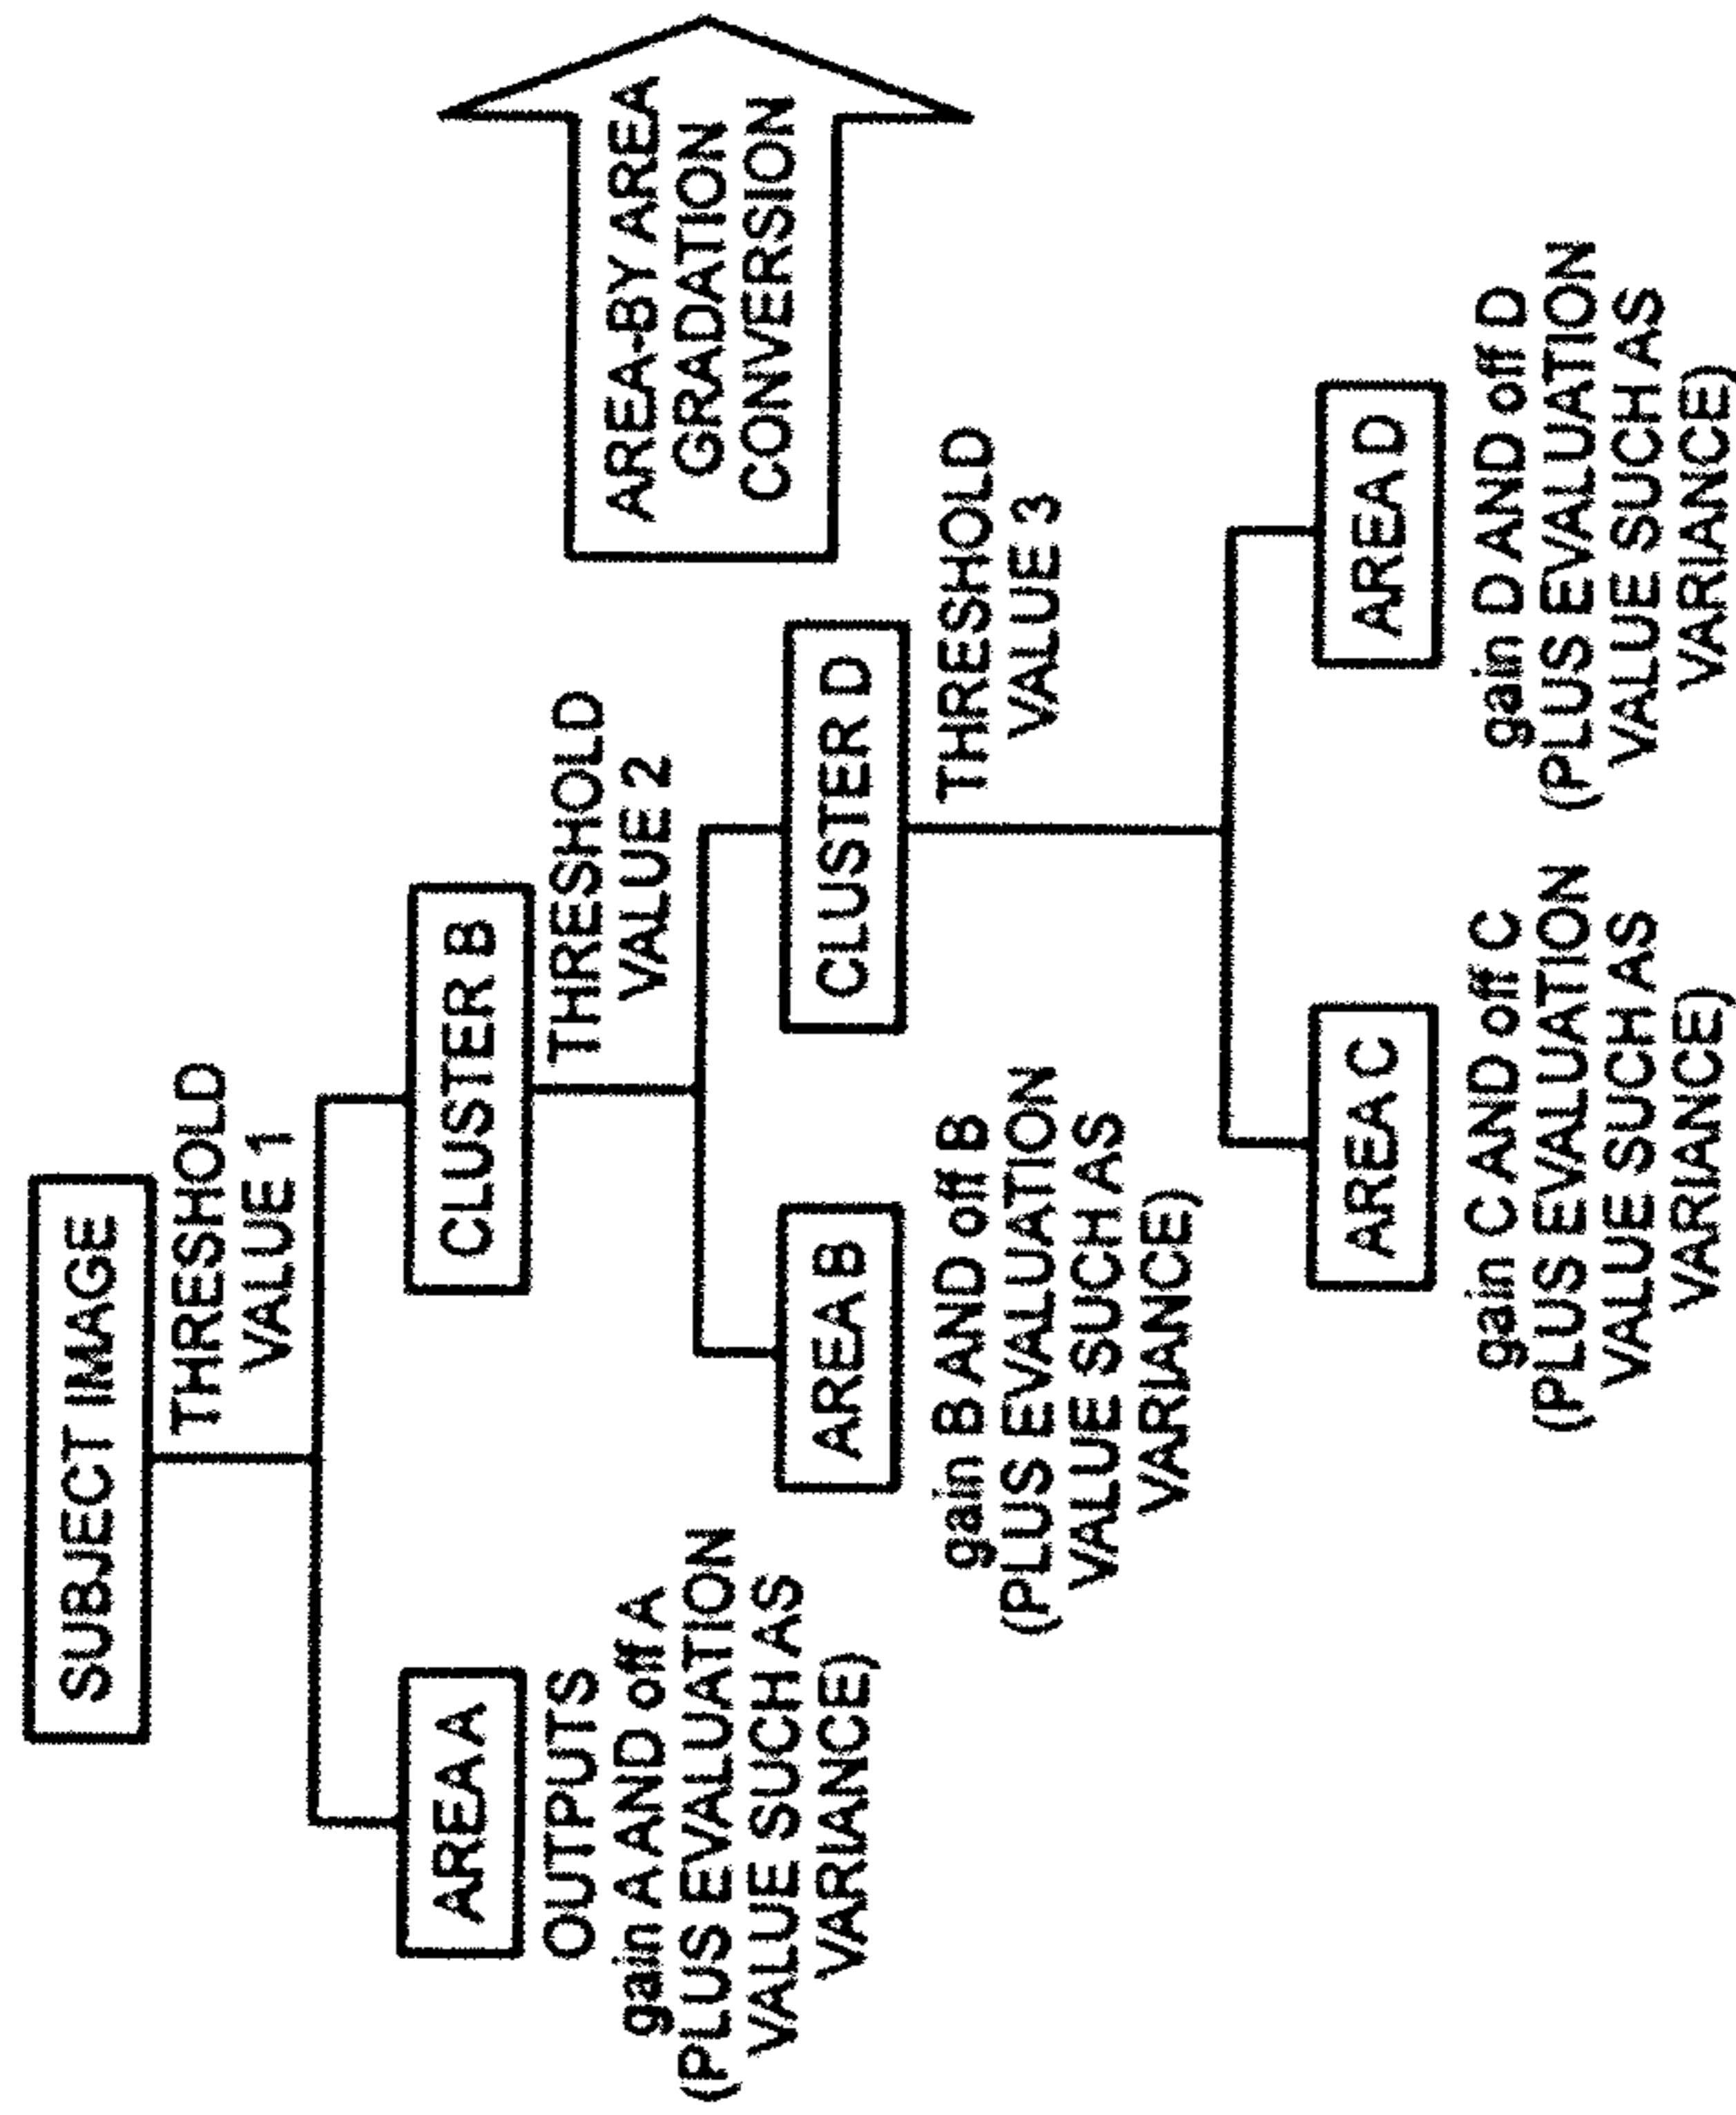 SUBJECT IMAGE
THRESHOLD
VALUE 1
AREA A
OUTPUTS
gain A AND off A
(PLUS EVALUATION
VALUE SUCH AS
VARIANCE)
CLUSTER B
THRESHOLD
VALUE 2
AREA B
gain B AND off B
(PLUS EVALUATION
VALUE SUCH AS
VARIANCE)
CLUSTER D
THRESHOLD
VALUE 3
AREA C
gain C AND off C
(PLUS EVALUATION
VALUE SUCH AS
VARIANCE)
AREA D
gain D AND off D
(PLUS EVALUATION
VALUE SUCH AS
VARIANCE)
AREA-BY AREA
GRADATION
CONVERSION